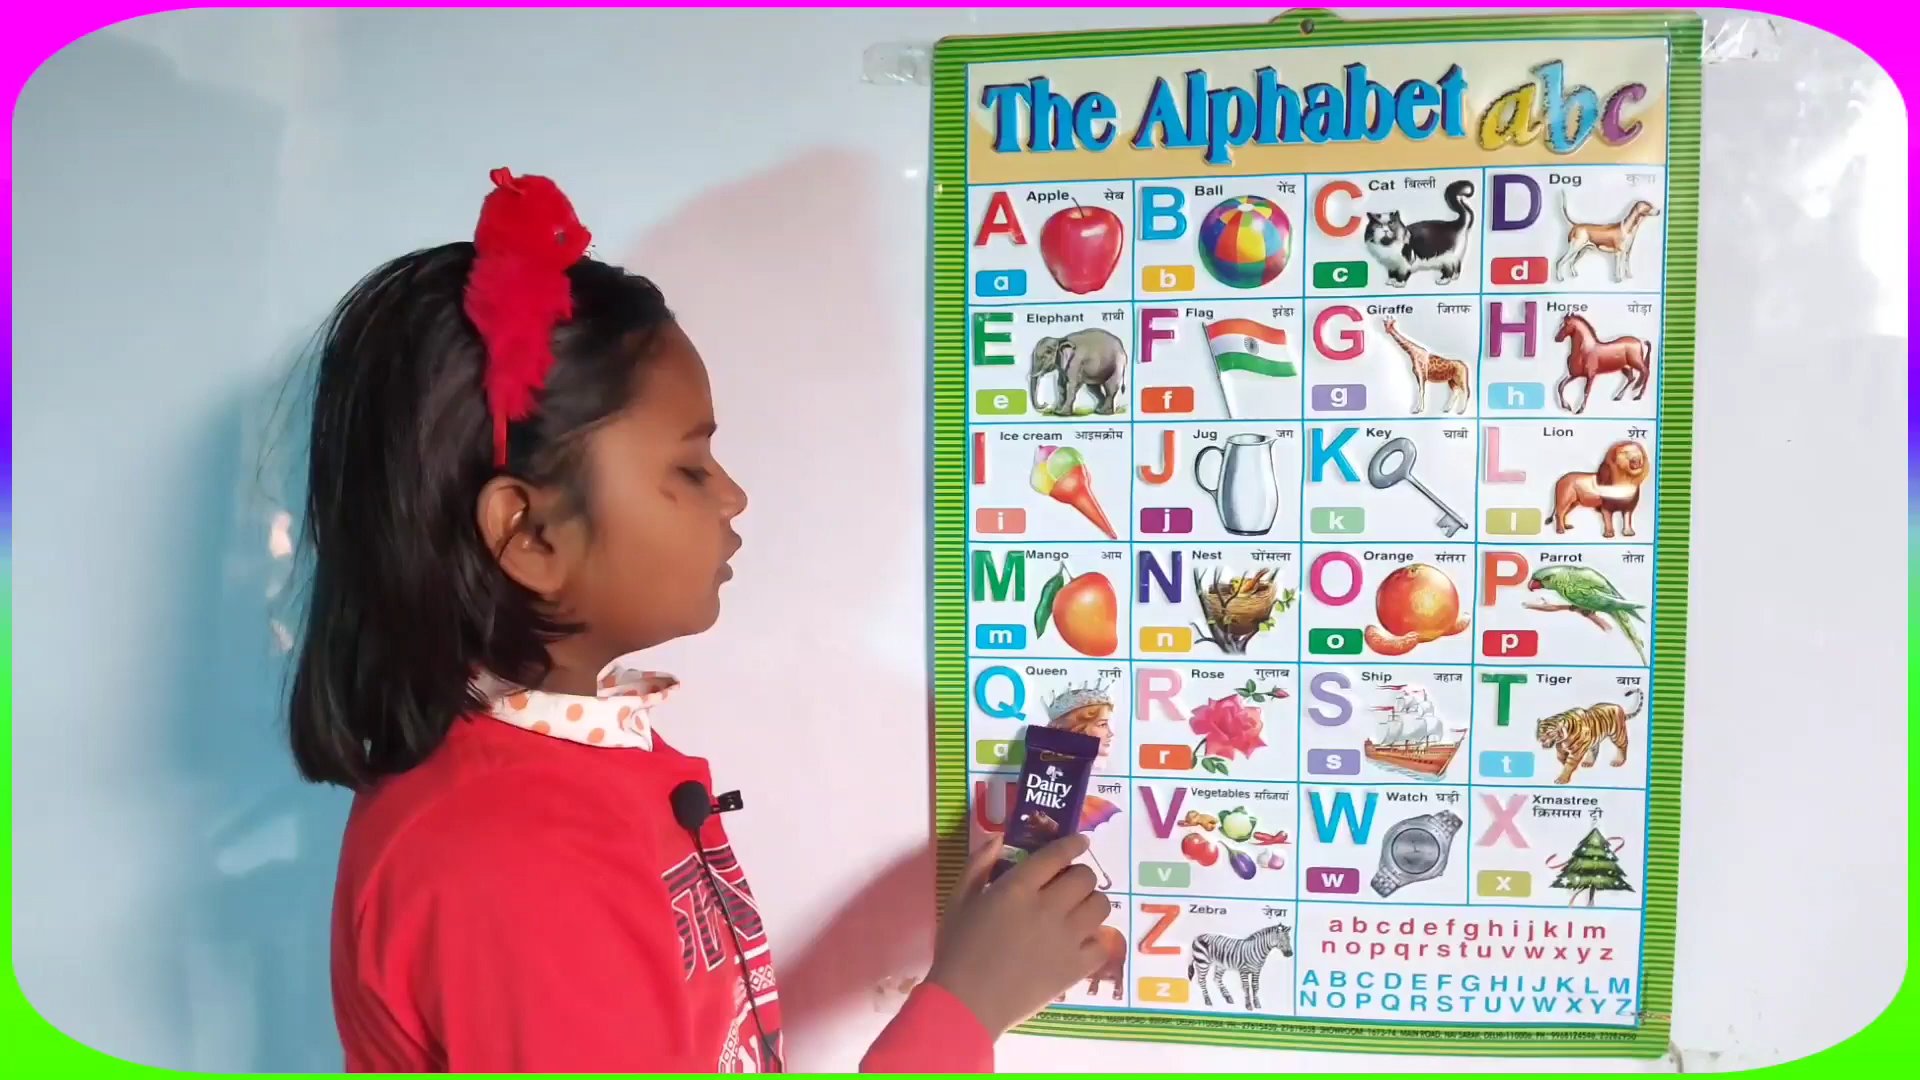 The Alphabet abc
A Apple सेब a
B Ball गेंद b
C Cat बिल्ली c
D Dog कुत्ता d
E Elephant हाथी e
F Flag झंडा f
G Giraffe जिराफ g
H Horse घोड़ा h
I Ice cream आइसक्रीम i
J Jug जग j
K Key चाबी k
L Lion शेर l
M Mango आम m
N Nest घोंसला n
O Orange संतरा o
P Parrot तोता p
Q Queen रानी q
R Rose गुलाब r
S Ship जहाज s
T Tiger बाघ t
Dairy
Milk
U छतरी
V Vegetables सब्जियां v
W Watch घड़ी w
X Xmastree
क्रिसमस ट्री
x
Z Zebra ज़ेब्रा z
a b c d e f g h i j k l m
n o p q r s t u v w x y z
A B C D E F G H I J K L M
N O P Q R S T U V W X Y Z